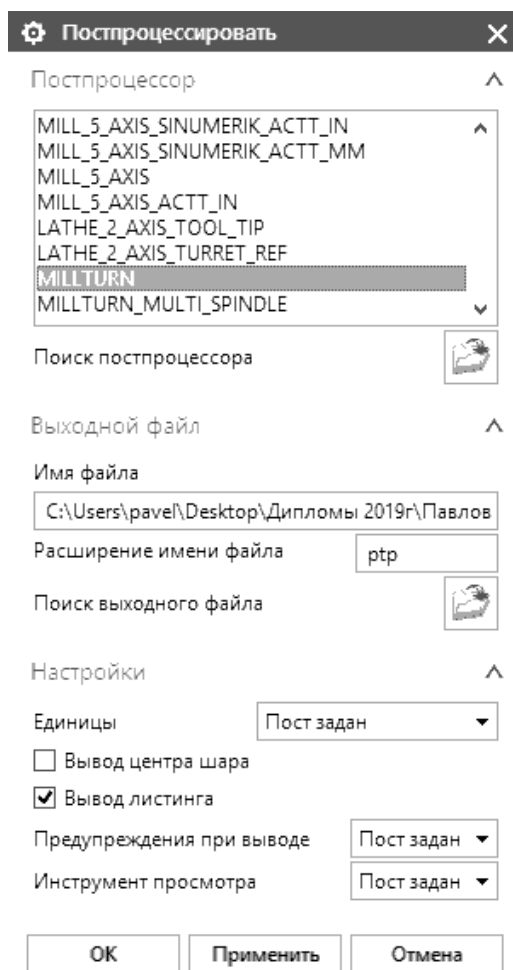 Постпроцессировать
Постпроцессор
MILL_5_AXIS_SINUMERIK_ACTT_IN
MILL_5_AXIS_SINUMERIK_ACTT_MM
MILL_5_AXIS
MILL_5_AXIS_ACTT_IN
LATHE_2_AXIS_TOOL_TIP
LATHE_2_AXIS_TURRET_REF
MILLTURN
MILLTURN_MULTI_SPINDLE
Поиск постпроцессора
Выходной файл
Имя файла
C:\Users\pavel\Desktop\Дипломы 2019г\Павлов
Расширение имени файла ptp
Поиск выходного файла
Настройки
Единицы Пост задан
Вывод центра шара
Вывод листинга
Предупреждения при выводе Пост задан
Инструмент просмотра Пост задан
ОК Применить Отмена